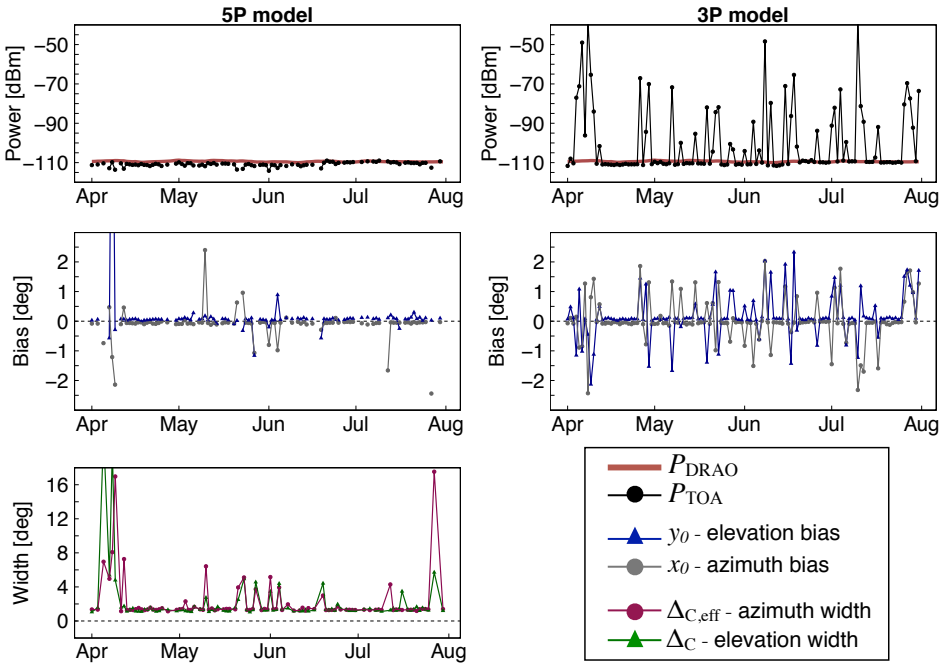 5P model
3P model
Power [dBm]
−50
−70
−90
−110
Apr May Jun Jul Aug
Power [dBm]
−50
−70
−90
−110
Apr May Jun Jul Aug
Bias [deg]
2
1
0
−1
−2
Apr May Jun Jul Aug
Bias [deg]
2
1
0
−1
−2
Apr May Jun Jul Aug
Width [deg]
16
12
8
4
0
Apr May Jun Jul Aug
P_DRAO
P_TOA
y₀ - elevation bias
x₀ - azimuth bias
Δ_C,eff - azimuth width
Δ_C - elevation width